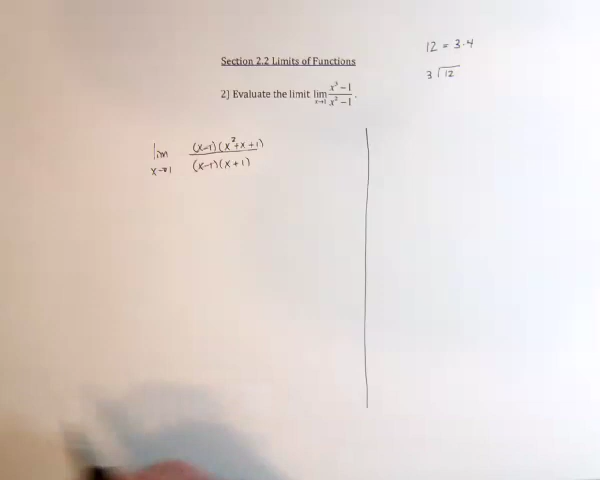 Section 2.2 Limits of Functions
2) Evaluate the limit lim x→1 x³ − 1 / x² − 1 .
12 = 3·4
3 √12
lim x→1 (x−1)(x²+x+1) / (x−1)(x+1)